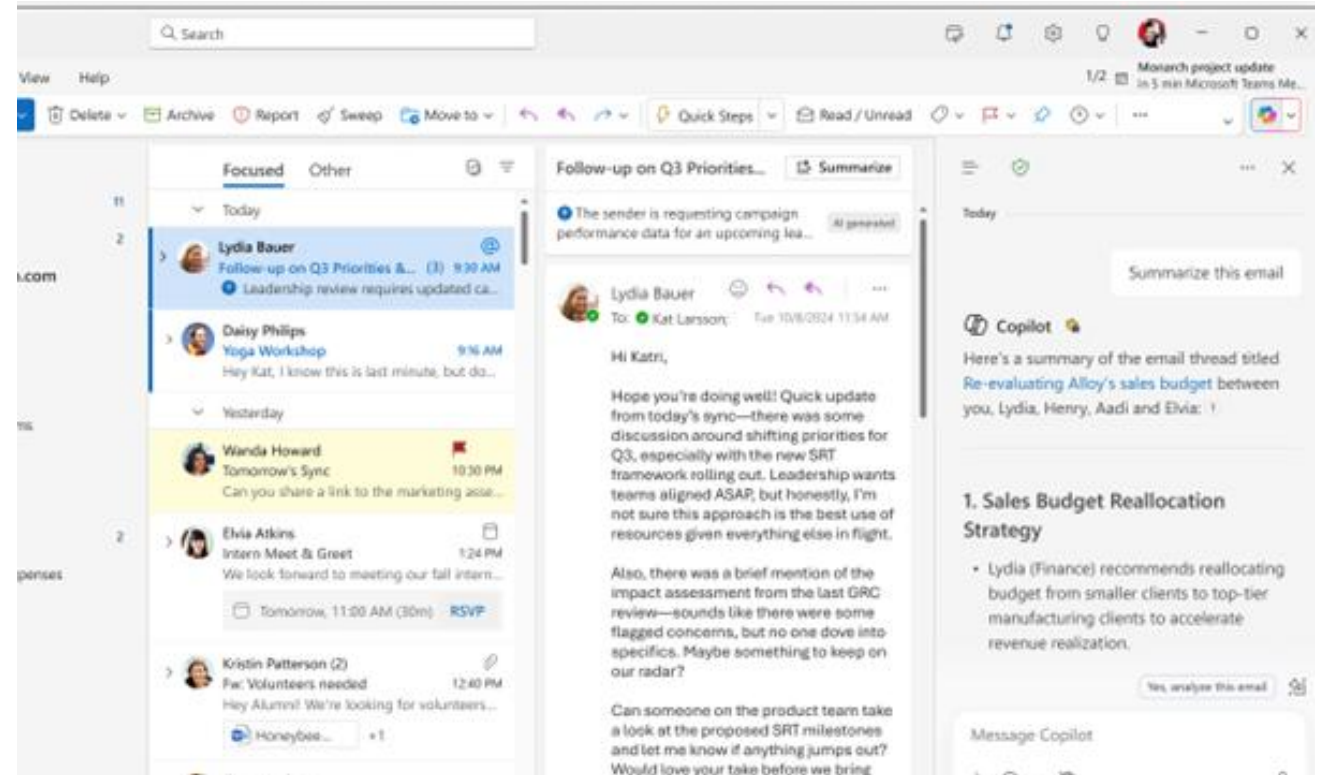 Search
View Help
1/2 Monarch project update
in 5 min Microsoft Teams Me...
Delete Archive Report Sweep Move to Quick Steps Read / Unread ...
11
2
.com
2
penses
Focused Other
Today
Lydia Bauer
Follow-up on Q3 Priorities &... (3) 9:30 AM
Leadership review requires updated ca...
Daisy Philips
Yoga Workshop 9:16 AM
Hey Kat, I know this is last minute, but do...
Yesterday
Wanda Howard
Tomorrow's Sync 10:30 PM
Can you share a link to the marketing asse...
Elvia Atkins
Intern Meet & Greet 1:24 PM
We look forward to meeting our fall intern...
Tomorrow, 11:00 AM (30m) RSVP
Kristin Patterson (2)
Fw: Volunteers needed 12:40 PM
Hey Alumni! We're looking for volunteers...
Honeybee... +1
Follow-up on Q3 Priorities... Summarize
The sender is requesting campaign
performance data for an upcoming lea...
AI generated
Lydia Bauer
To: Kat Larsson; Tue 10/8/2024 11:54 AM
Hi Katri,
Hope you're doing well! Quick update
from today's sync—there was some
discussion around shifting priorities for
Q3, especially with the new SRT
framework rolling out. Leadership wants
teams aligned ASAP, but honestly, I'm
not sure this approach is the best use of
resources given everything else in flight.
Also, there was a brief mention of the
impact assessment from the last GRC
review—sounds like there were some
flagged concerns, but no one dove into
specifics. Maybe something to keep on
our radar?
Can someone on the product team take
a look at the proposed SRT milestones
and let me know if anything jumps out?
Would love your take before we bring
Today
Summarize this email
Copilot
Here's a summary of the email thread titled
Re-evaluating Alloy's sales budget between
you, Lydia, Henry, Aadi and Elvia:
1. Sales Budget Reallocation
Strategy
• Lydia (Finance) recommends reallocating
budget from smaller clients to top-tier
manufacturing clients to accelerate
revenue realization.
Yes, analyze this email
Message Copilot